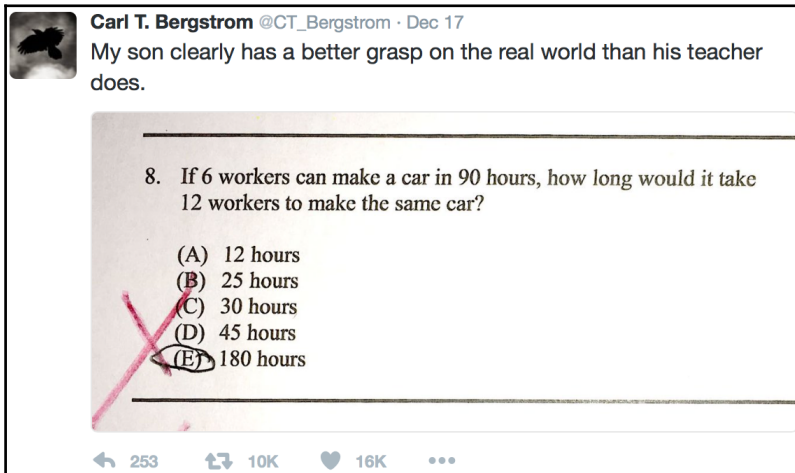 Carl T. Bergstrom @CT_Bergstrom · Dec 17
My son clearly has a better grasp on the real world than his teacher
does.
8. If 6 workers can make a car in 90 hours, how long would it take
12 workers to make the same car?
(A) 12 hours
(B) 25 hours
(C) 30 hours
(D) 45 hours
(E) 180 hours
253 10K 16K